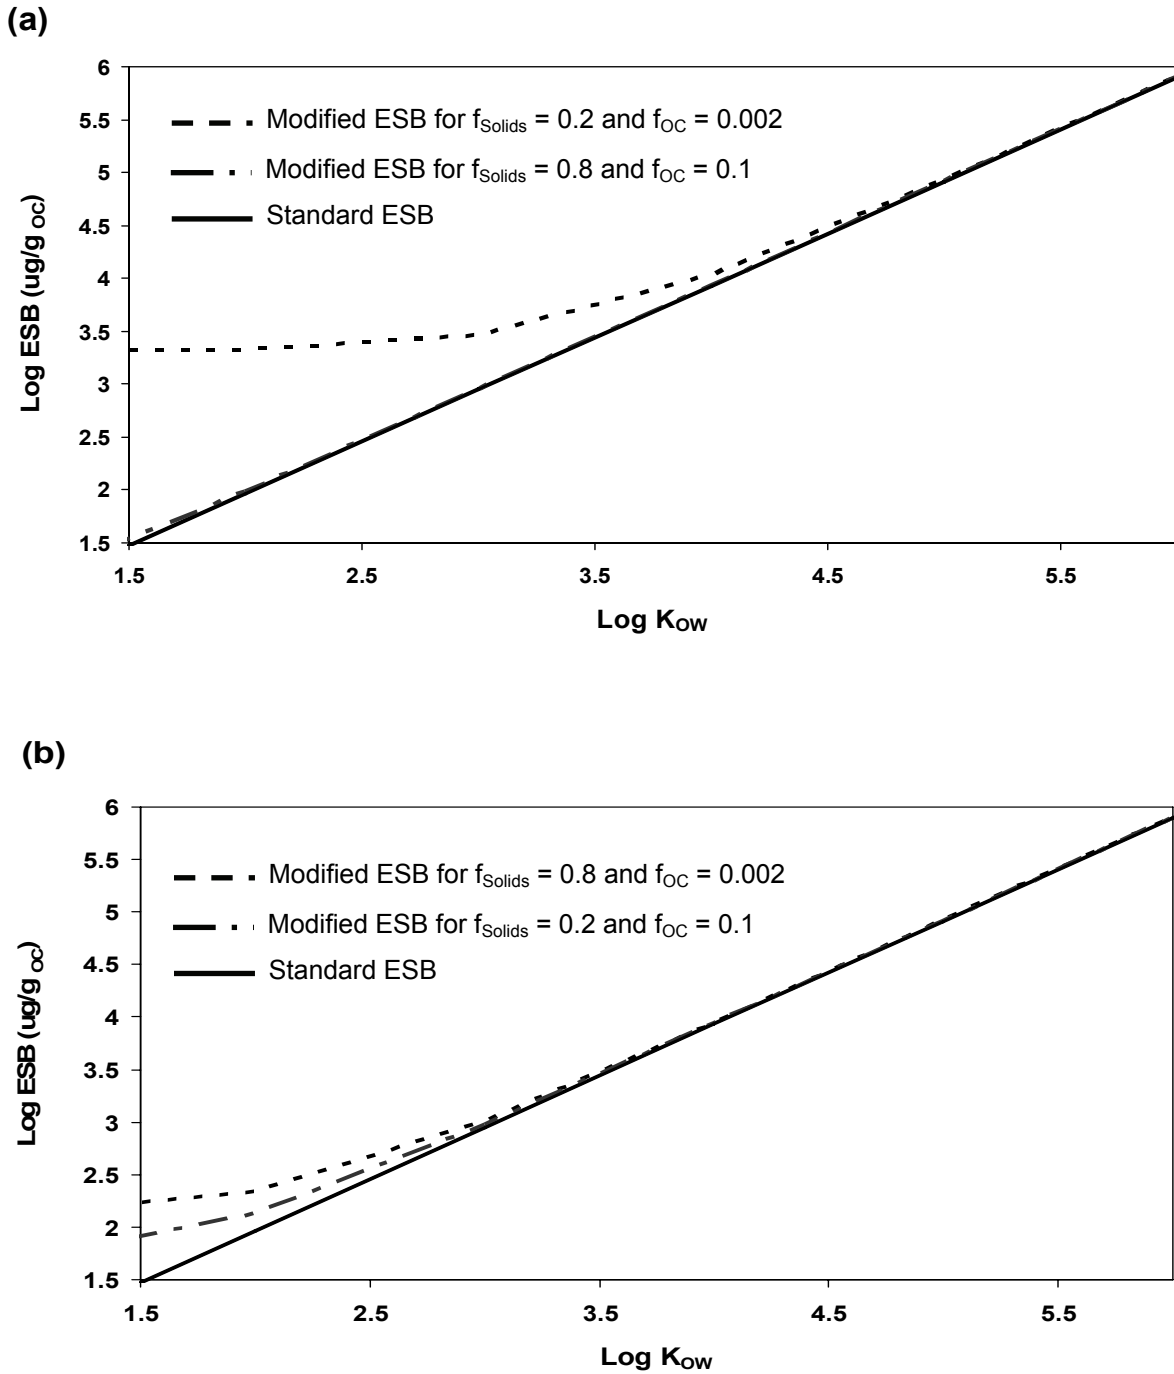 (a)
6
5.5
5
4.5
4
3.5
3
2.5
2
1.5
Log ESB (ug/g OC)
Modified ESB for fSolids = 0.2 and fOC = 0.002
Modified ESB for fSolids = 0.8 and fOC = 0.1
Standard ESB
1.5 2.5 3.5 4.5 5.5
Log KOW
(b)
6
5.5
5
4.5
4
3.5
3
2.5
2
1.5
Log ESB (ug/g OC)
Modified ESB for fSolids = 0.8 and fOC = 0.002
Modified ESB for fSolids = 0.2 and fOC = 0.1
Standard ESB
1.5 2.5 3.5 4.5 5.5
Log KOW